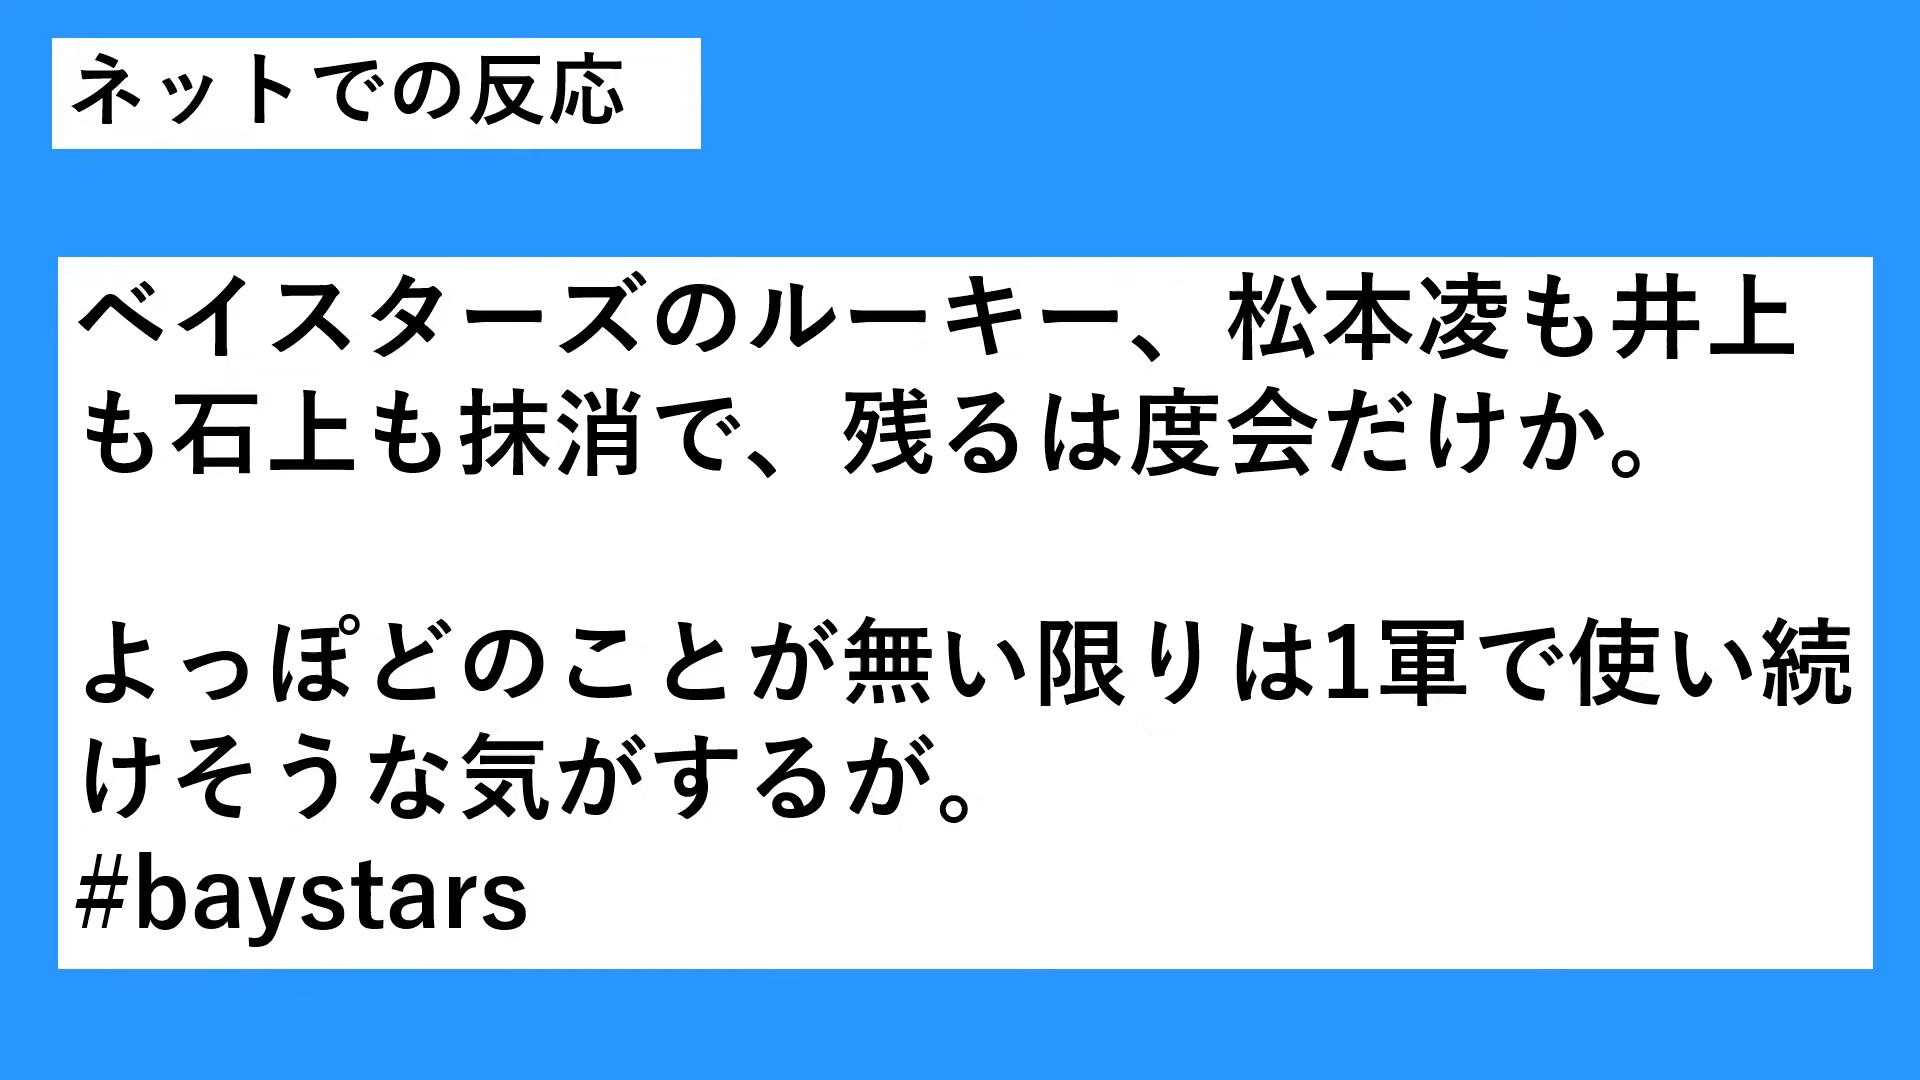 ネットでの反応
ベイスターズのルーキー、松本凌も井上
も石上も抹消で、残るは度会だけか。
よっぽどのことが無い限りは1軍で使い続
けそうな気がするが。
#baystars